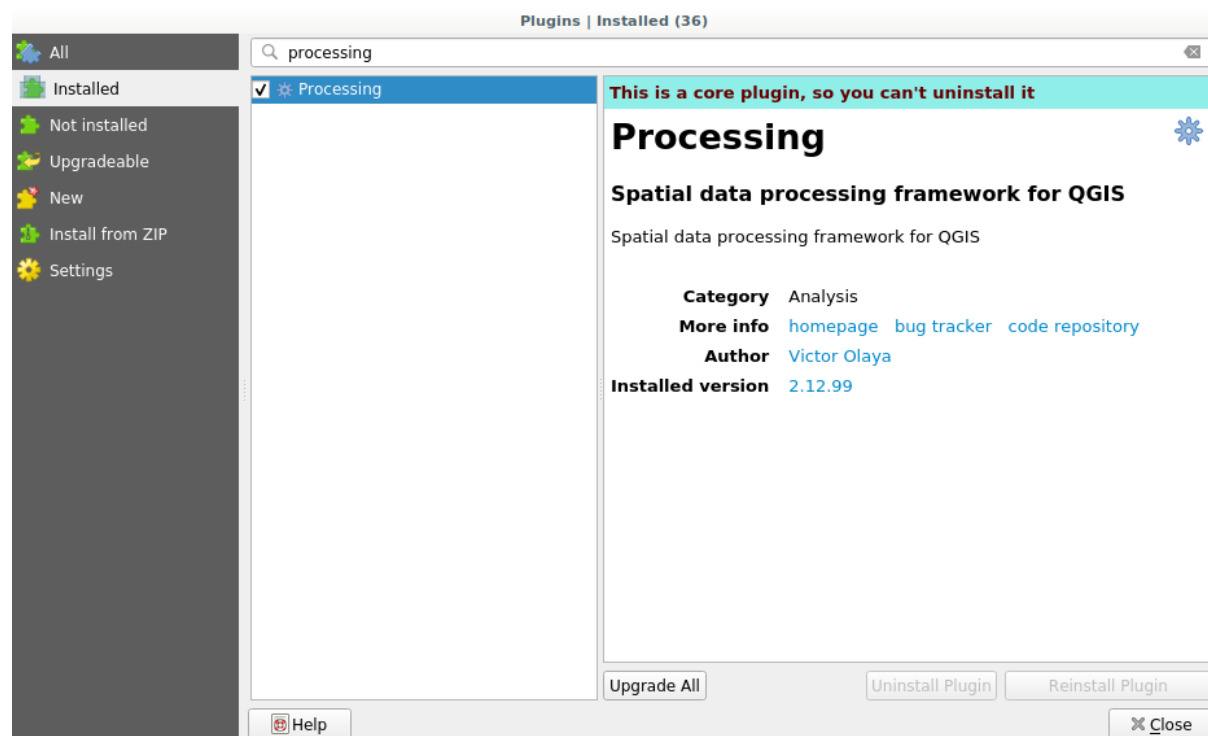 Plugins | Installed (36)
All
Installed
Not installed
Upgradeable
New
Install from ZIP
Settings
processing
Processing
This is a core plugin, so you can't uninstall it
Processing
Spatial data processing framework for QGIS
Spatial data processing framework for QGIS
Category Analysis
More info homepage bug tracker code repository
Author Victor Olaya
Installed version 2.12.99
Upgrade All Uninstall Plugin Reinstall Plugin
Help Close